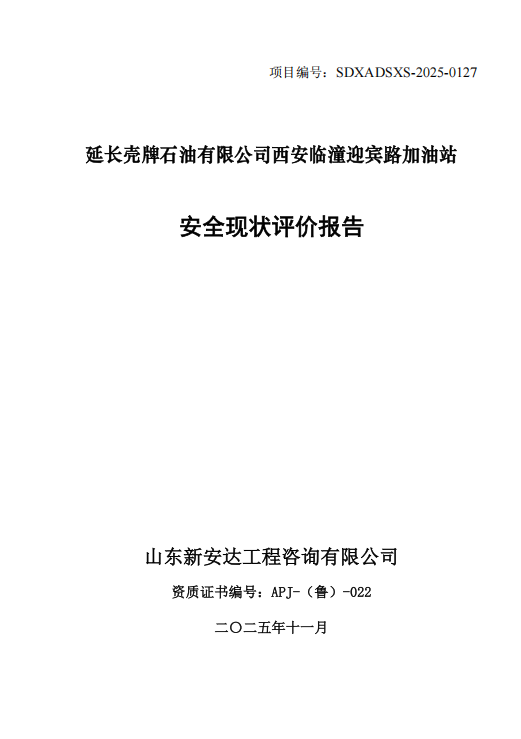 项目编号：SDXADSXS-2025-0127
延长壳牌石油有限公司西安临潼迎宾路加油站
安全现状评价报告
山东新安达工程咨询有限公司
资质证书编号：APJ-（鲁）-022
二〇二五年十一月